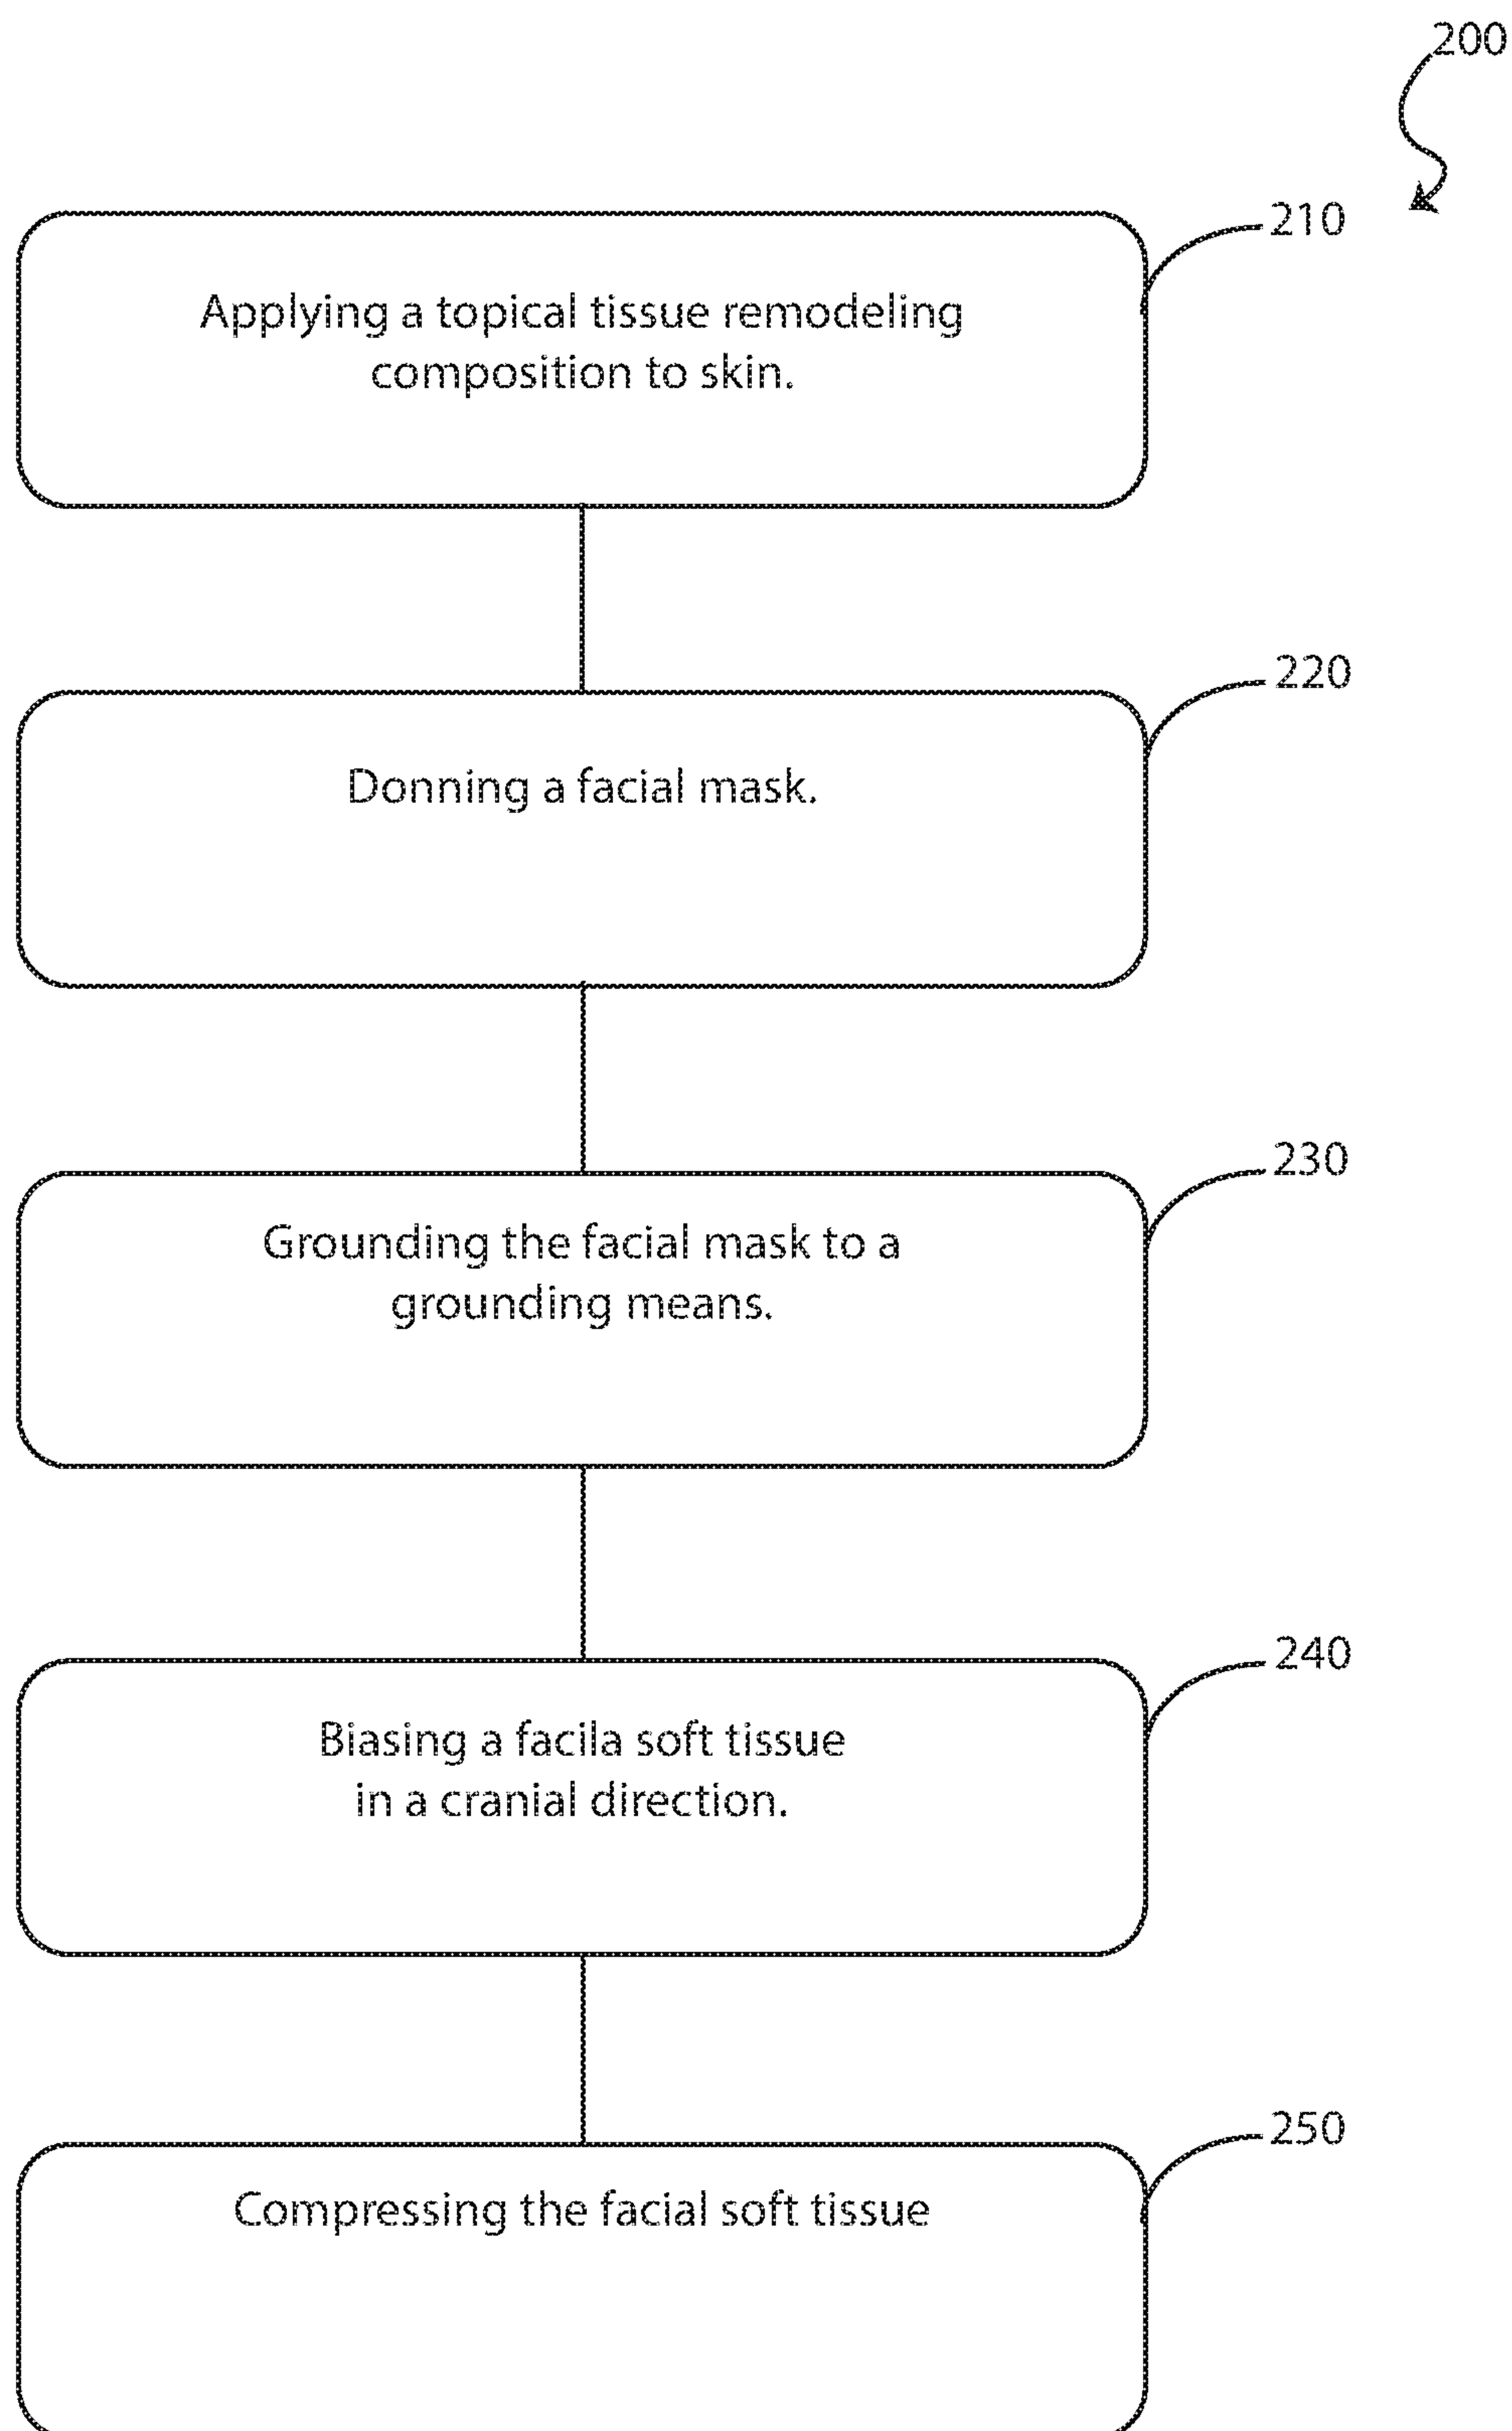 200
210
Applying a topical tissue remodeling
composition to skin.
220
Donning a facial mask.
230
Grounding the facial mask to a
grounding means.
240
Biasing a facila soft tissue
in a cranial direction.
250
Compressing the facial soft tissue